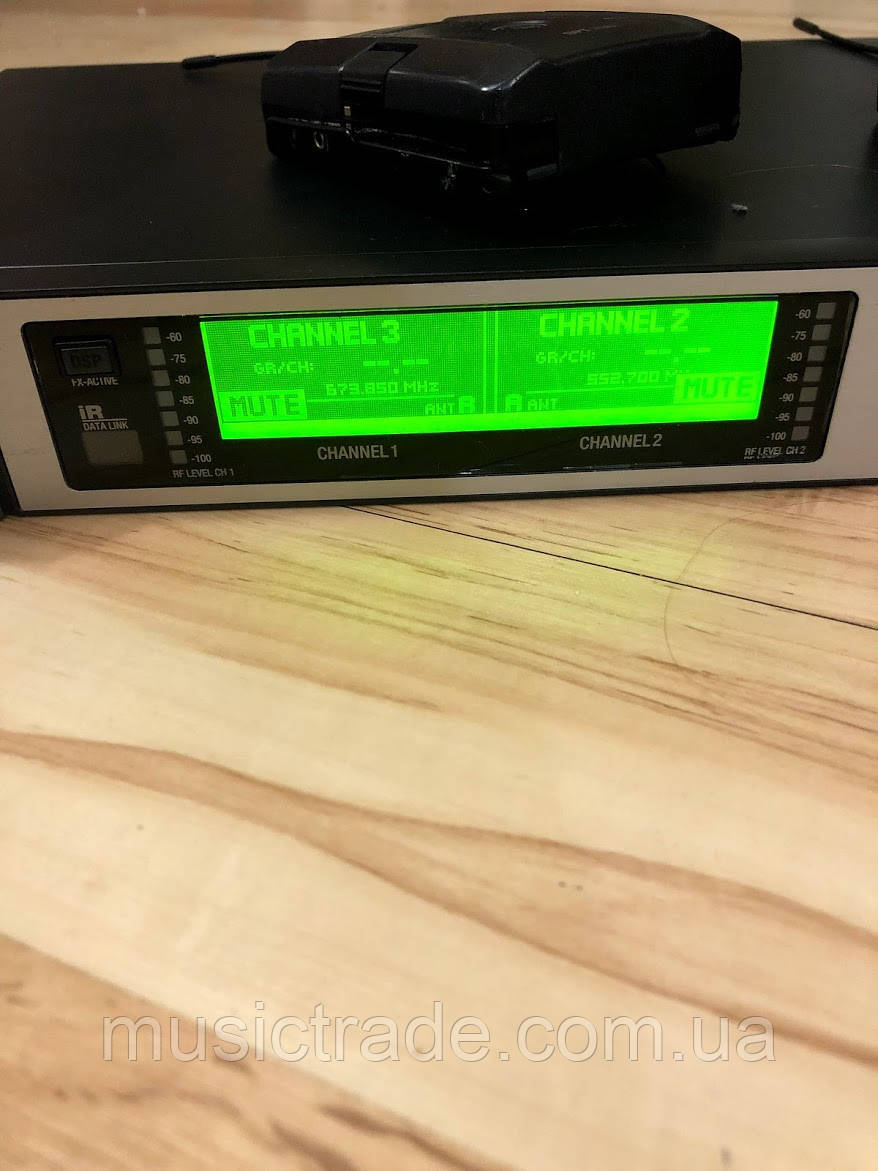 DSP
FX-ACTIVE
iR
DATA LINK
-60
-75
-80
-85
-90
-95
-100
RF LEVEL CH 1
CHANNEL 3
GR/CH: --.--
673.850 MHz
MUTE
ANT B
CHANNEL 2
GR/CH: --.--
552.700
MUTE
A ANT
CHANNEL 1
CHANNEL 2
-60
-75
-80
-85
-90
-95
-100
RF LEVEL CH 2
musictrade.com.ua